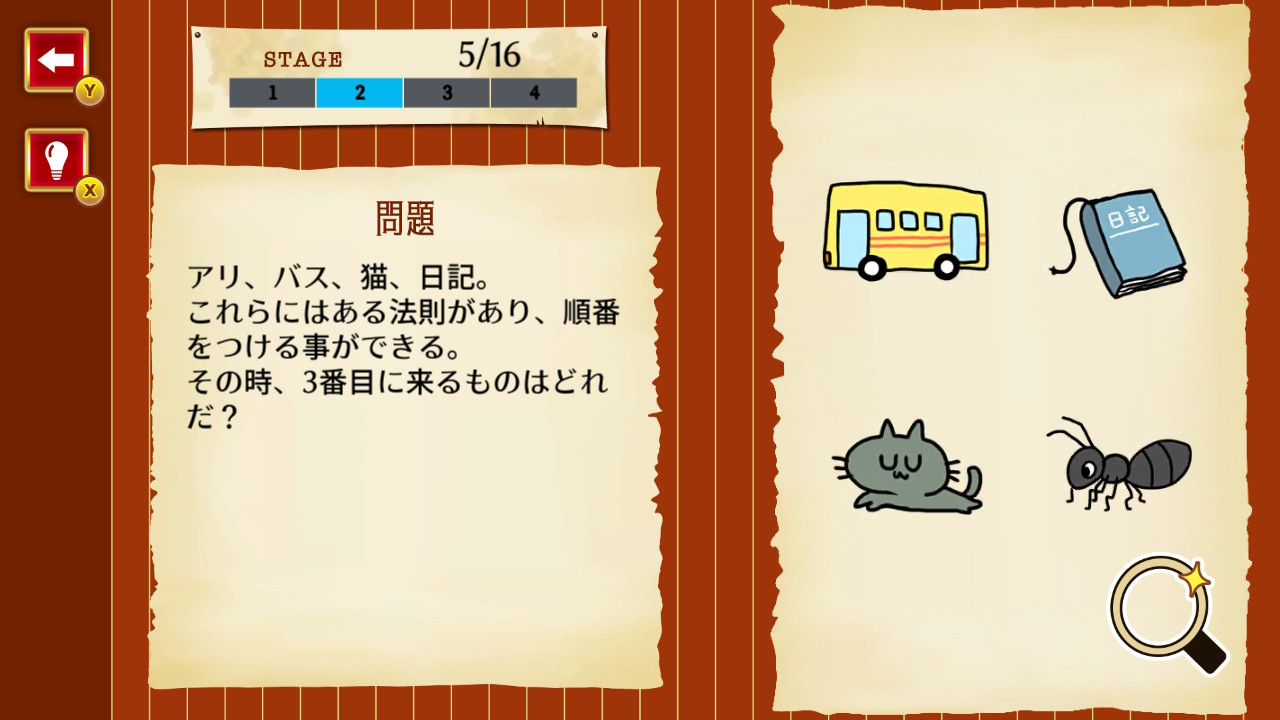 Y
X
STAGE 5/16
1 2 3 4
問題
アリ、バス、猫、日記。
これらにはある法則があり、順番
をつける事ができる。
その時、3番目に来るものはどれ
だ？
日記